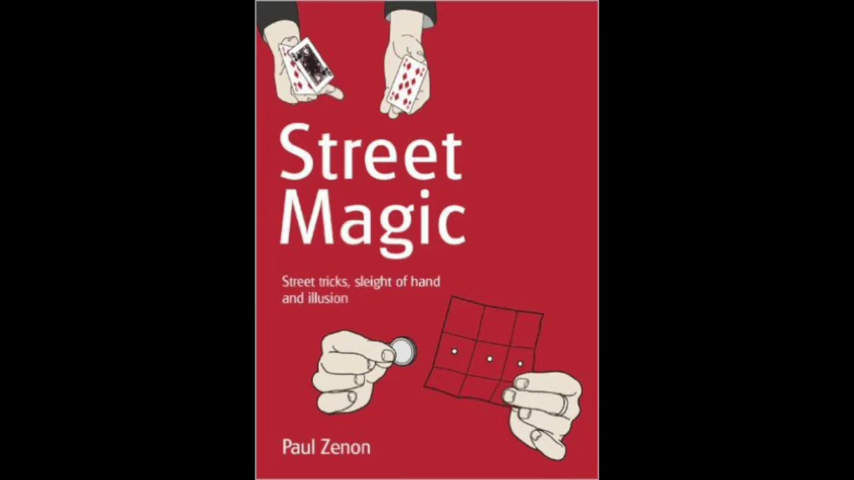 Street
Magic
Street tricks, sleight of hand
and illusion
Paul Zenon